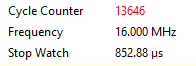 Cycle Counter 13646
Frequency 16.000 MHz
Stop Watch 852.88 µs